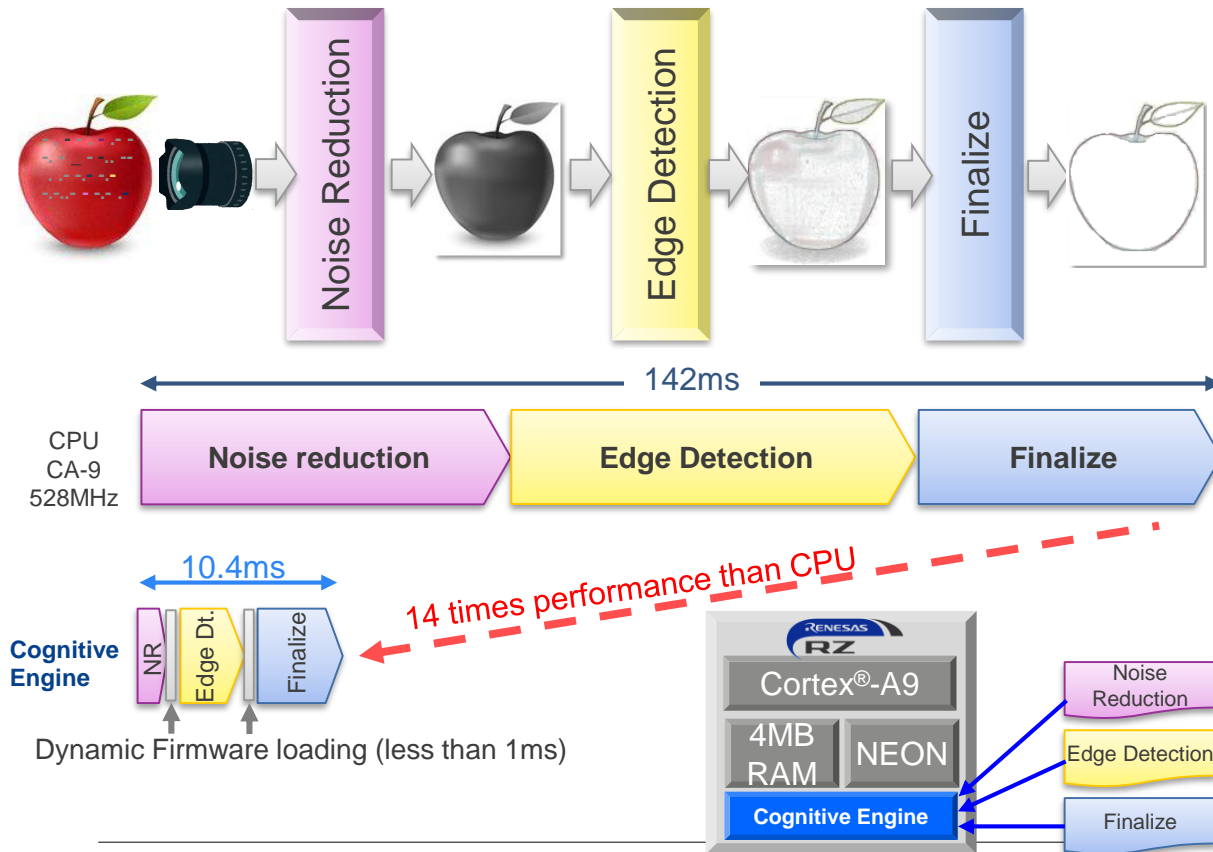 Noise Reduction
Edge Detection
Finalize
142ms
CPU
CA-9
528MHz
Noise reduction
Edge Detection
Finalize
10.4ms
14 times performance than CPU
Cognitive
Engine
NR
Edge Dt.
Finalize
Dynamic Firmware loading (less than 1ms)
RENESAS
RZ
Cortex®-A9
4MB
RAM
NEON
Cognitive Engine
Noise
Reduction
Edge Detection
Finalize